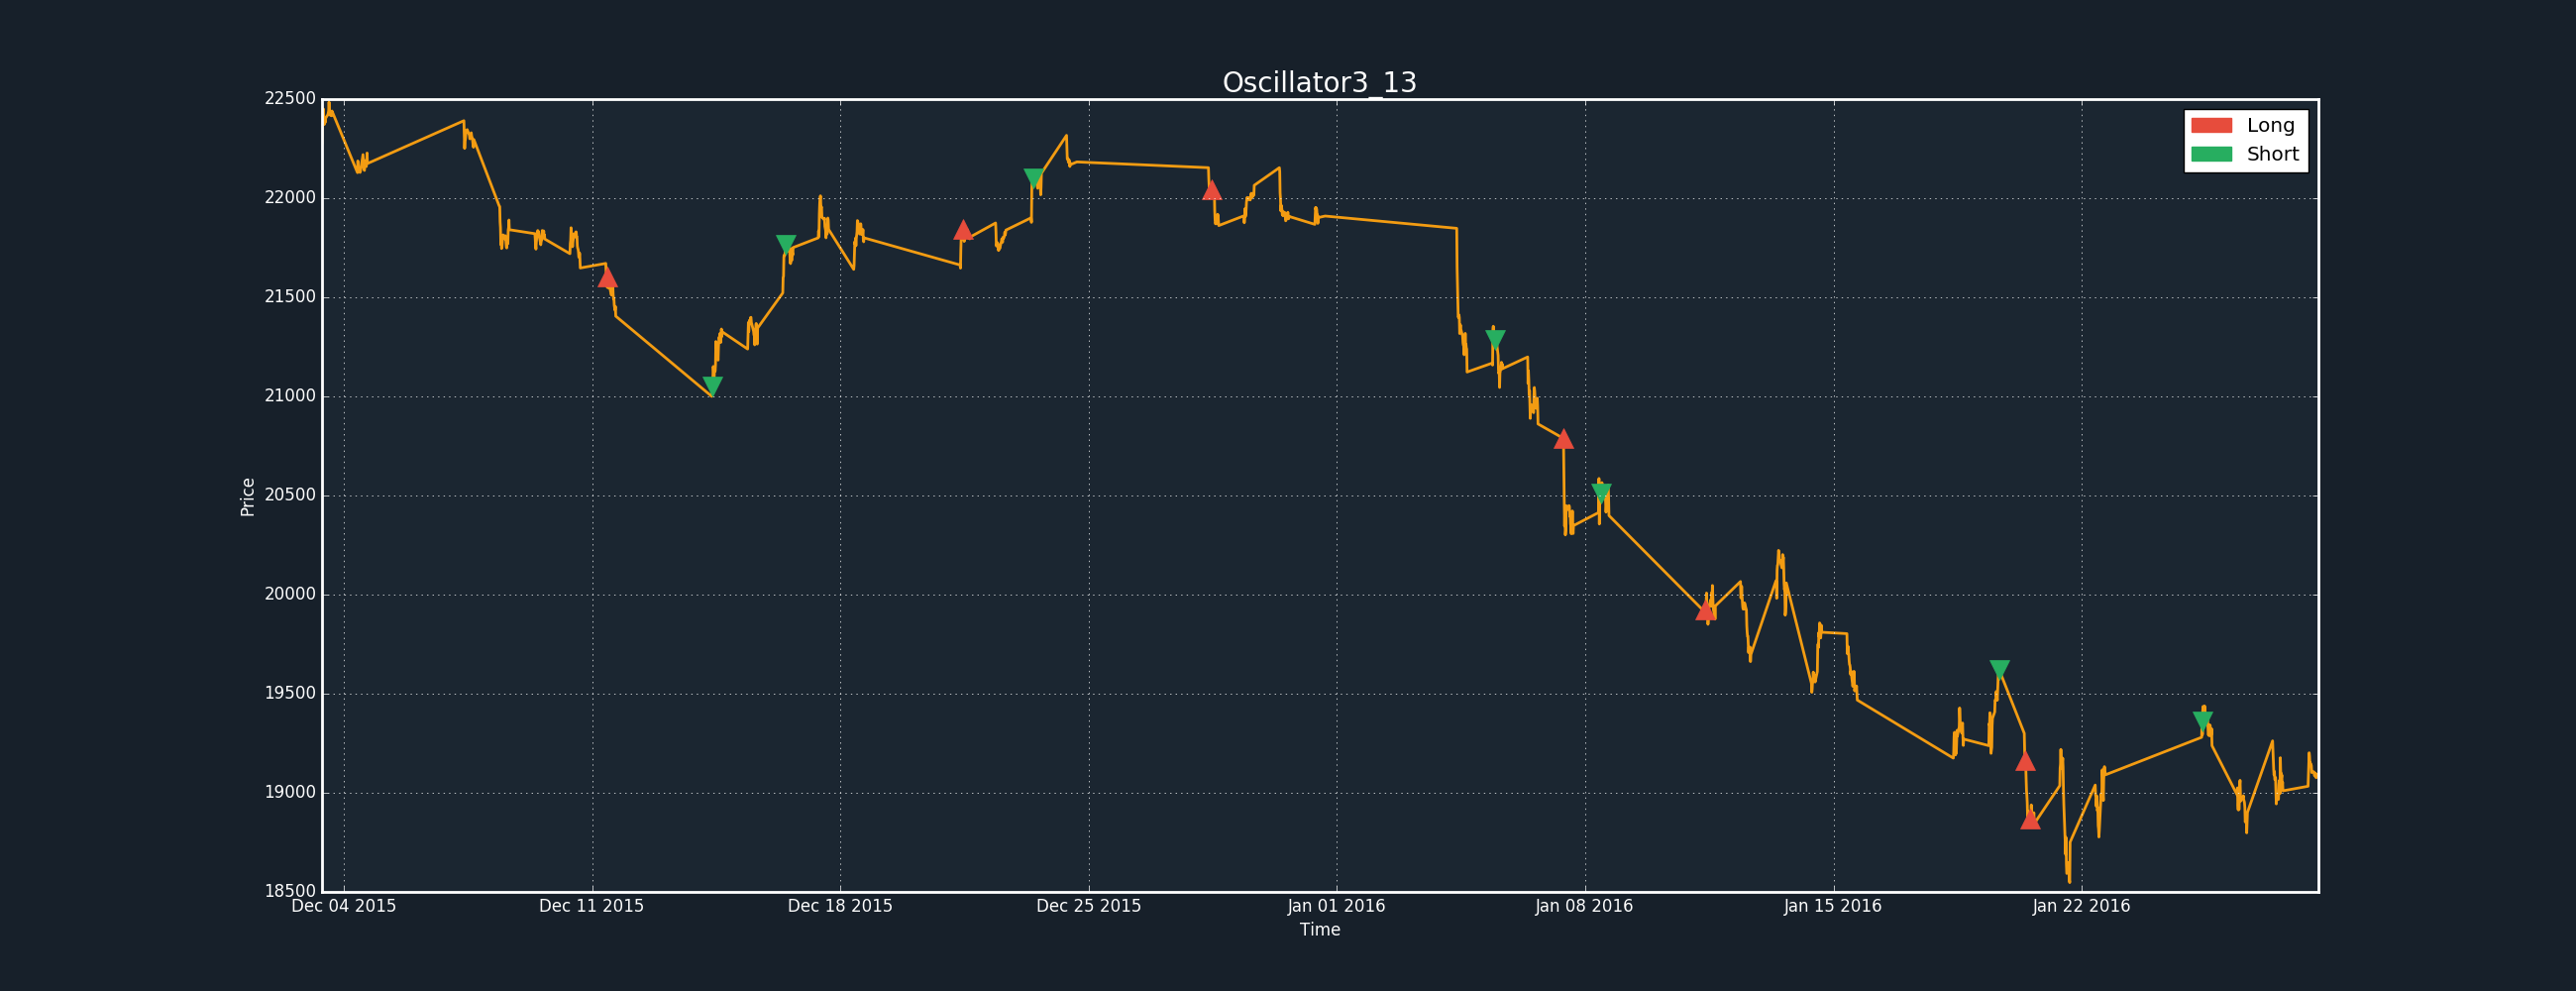 Oscillator3_13
22500
22000
21500
21000
20500
20000
19500
19000
18500
Price
Long
Short
Dec 04 2015
Dec 11 2015
Dec 18 2015
Dec 25 2015
Jan 01 2016
Jan 08 2016
Jan 15 2016
Jan 22 2016
Time